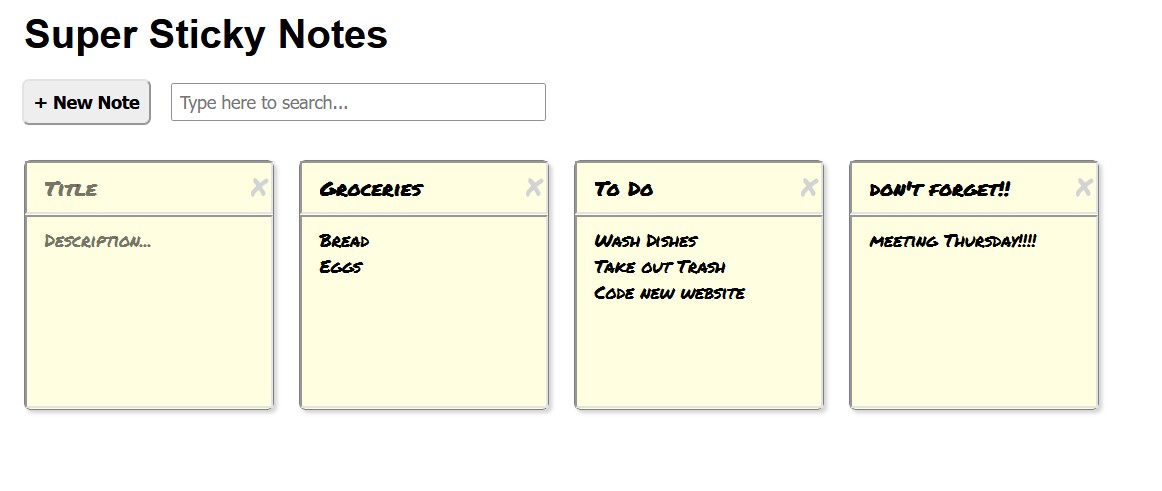 Super Sticky Notes
+ New Note
Type here to search...
Title
Description...
Groceries
Bread
Eggs
To Do
Wash Dishes
Take out Trash
Code new website
don't forget!!
meeting Thursday!!!!